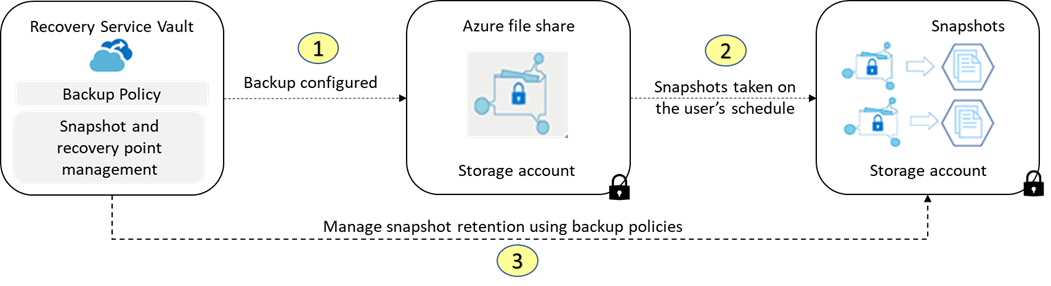 Recovery Service Vault
Backup Policy
Snapshot and
recovery point
management
1
Backup configured
Azure file share
Storage account
2
Snapshots taken on
the user's schedule
Snapshots
Storage account
Manage snapshot retention using backup policies
3